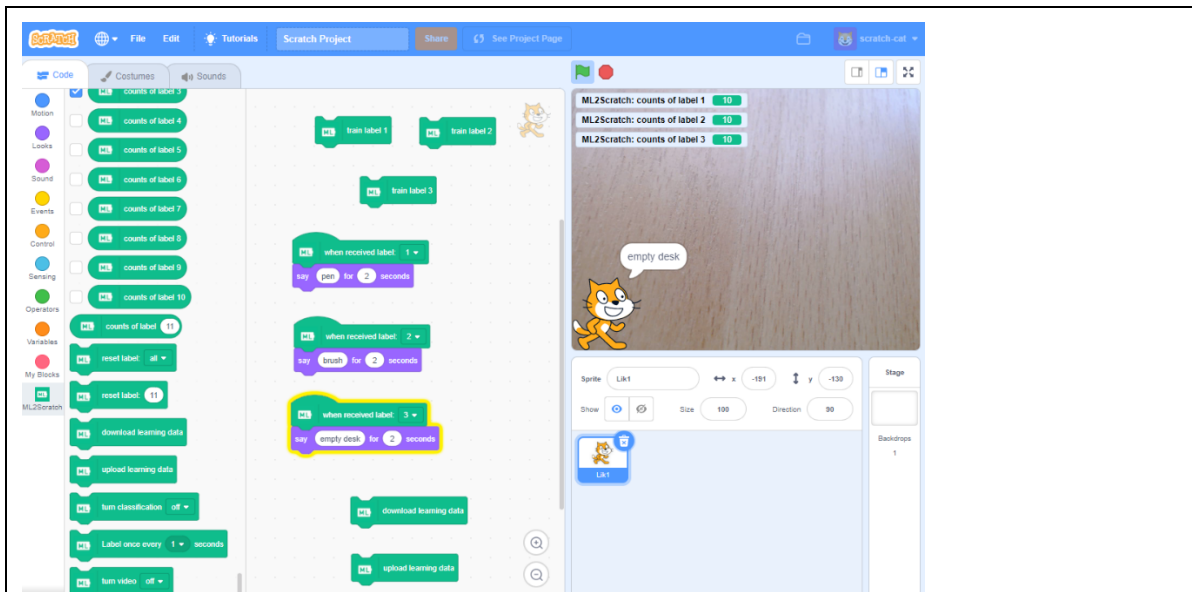 SCRATCH File Edit Tutorials Scratch Project Share See Project Page scratch-cat
Code Costumes Sounds
Motion
Looks
Sound
Events
Control
Sensing
Operators
Variables
My Blocks
ML2Scratch
counts of label 3
counts of label 4
counts of label 5
counts of label 6
counts of label 7
counts of label 8
counts of label 9
counts of label 10
counts of label 11
reset label: all
reset label: 11
download learning data
upload learning data
turn classification off
Label once every 1 seconds
turn video off
train label 1
train label 2
train label 3
when received label: 1
say pen for 2 seconds
when received label: 2
say brush for 2 seconds
when received label: 3
say empty desk for 2 seconds
download learning data
upload learning data
ML2Scratch: counts of label 1 10
ML2Scratch: counts of label 2 10
ML2Scratch: counts of label 3 10
empty desk
Sprite Lik1 x -191 y -130
Show Size 100 Direction 90
Lik1
Stage
Backdrops
1